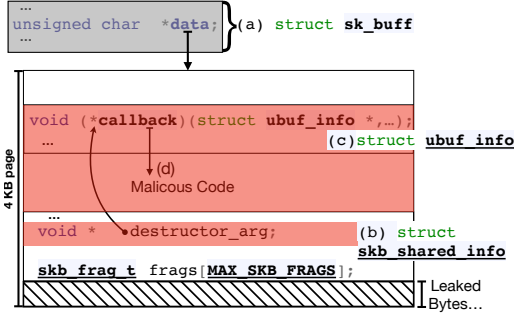 ...
unsigned char *data; (a) struct sk_buff
...
void (*callback)(struct ubuf_info *,…);
... (c)struct ubuf_info
(d)
Malicous Code
4 KB page
...
void * destructor_arg; (b) struct
skb_shared_info
skb_frag_t frags[MAX_SKB_FRAGS];
Leaked
Bytes...